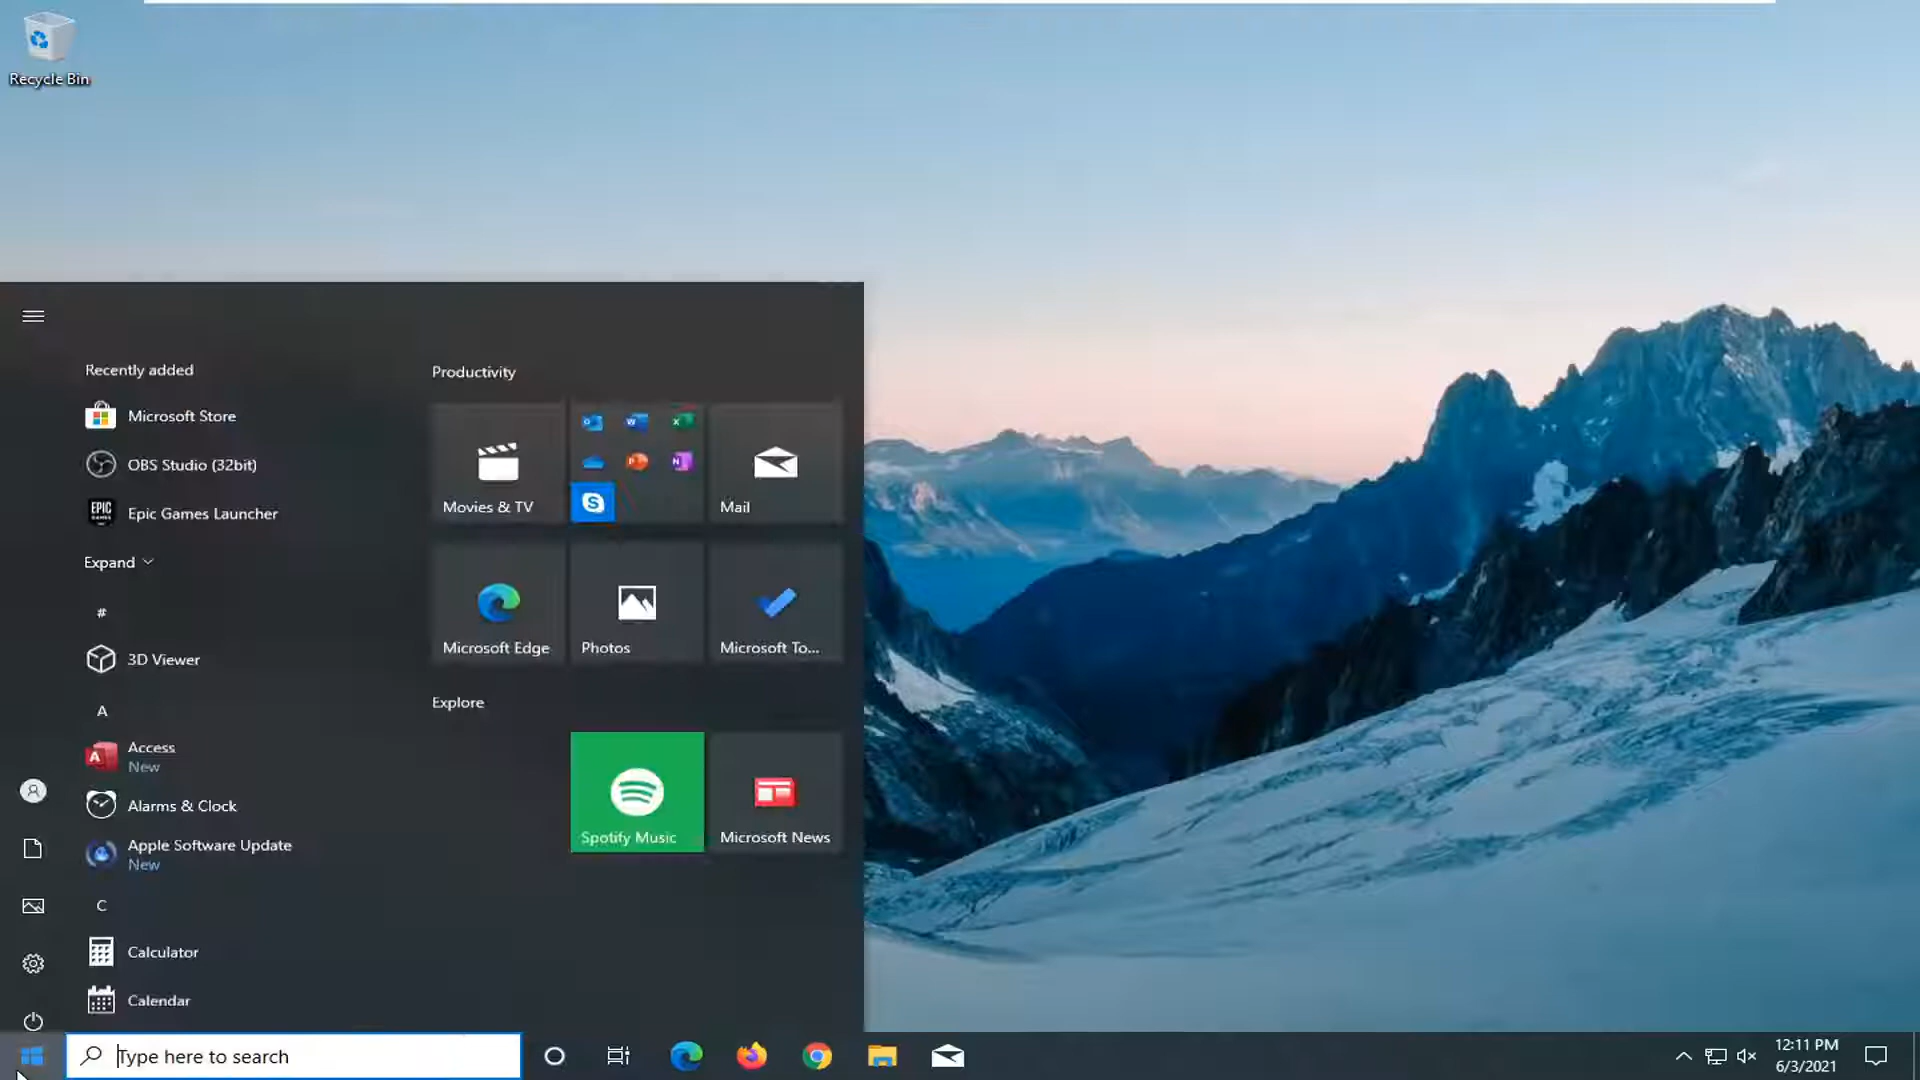 Recycle Bin
Recently added
Microsoft Store
OBS Studio (32bit)
EPIC
GAMES
Epic Games Launcher
Expand
#
3D Viewer
A
Access
New
Alarms & Clock
Apple Software Update
New
C
Calculator
Calendar
Productivity
Movies & TV
Mail
Microsoft Edge
Photos
Microsoft To...
Explore
Spotify Music
Microsoft News
Type here to search
12:11 PM
6/3/2021